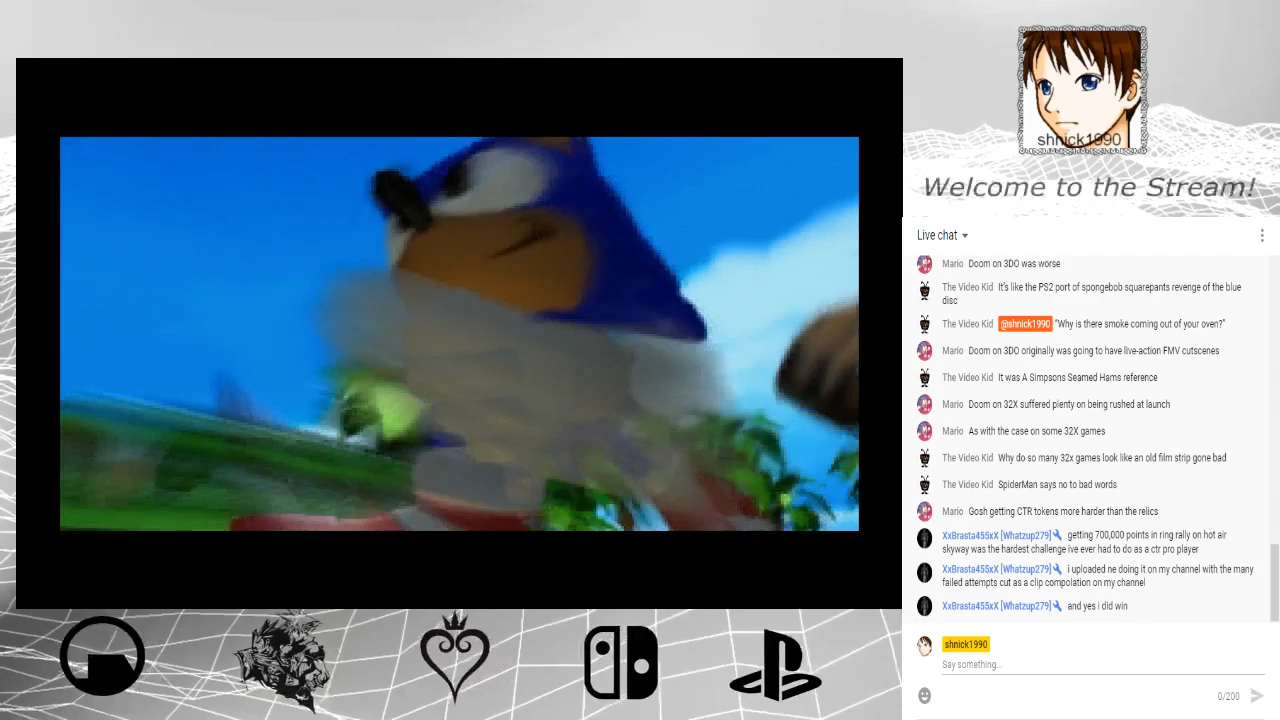 shnick1990
Welcome to the Stream!
Live chat
Mario Doom on 3DO was worse
The Video Kid It's like the PS2 port of spongebob squarepants revenge of the blue
disc
The Video Kid @shnick1990 "Why is there smoke coming out of your oven?"
Mario Doom on 3DO originally was going to have live-action FMV cutscenes
The Video Kid It was A Simpsons Seamed Hams reference
Mario Doom on 32X suffered plenty on being rushed at launch
Mario As with the case on some 32X games
The Video Kid Why do so many 32x games look like an old film strip gone bad
The Video Kid SpiderMan says no to bad words
Mario Gosh getting CTR tokens more harder than the relics
XxBrasta455xX [Whatzup279] getting 700,000 points in ring rally on hot air
skyway was the hardest challenge ive ever had to do as a ctr pro player
XxBrasta455xX [Whatzup279] i uploaded ne doing it on my channel with the many
failed attempts cut as a clip compolation on my channel
XxBrasta455xX [Whatzup279] and yes i did win
shnick1990
Say something...
0/200